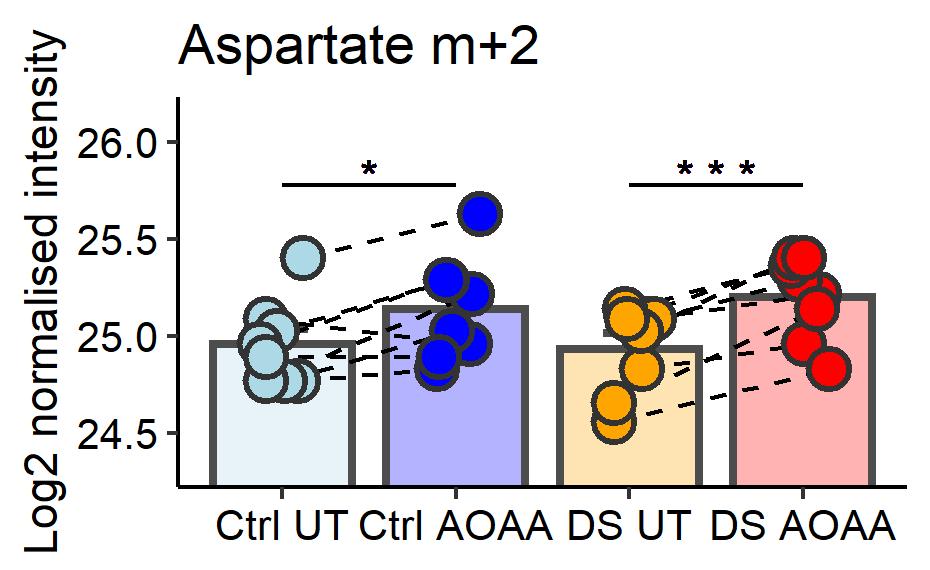 Aspartate m+2
Log2 normalised intensity
26.0
25.5
25.0
24.5
*
* * *
Ctrl UT
Ctrl AOAA
DS UT
DS AOAA